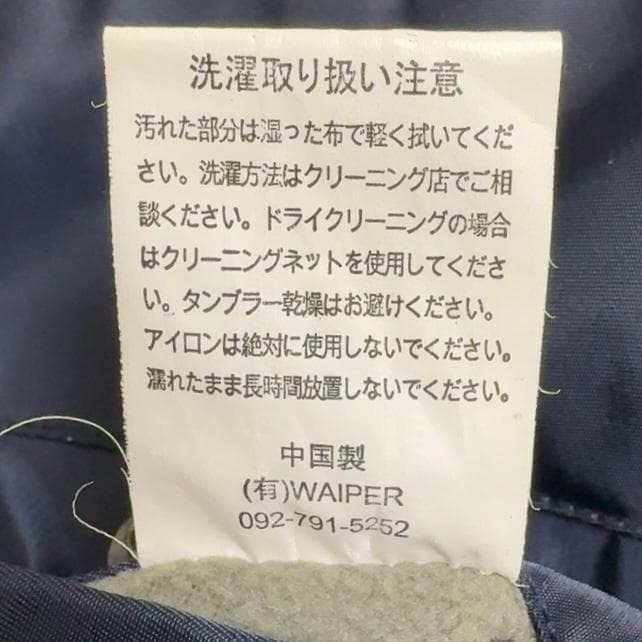 洗濯取り扱い注意
汚れた部分は湿った布で軽く拭いてくだ
さい。洗濯方法はクリーニング店でご相
談ください。ドライクリーニングの場合
はクリーニングネットを使用してくださ
い。タンブラー乾燥はお避けください。
アイロンは絶対に使用しないでください。
濡れたまま長時間放置しないでください。
中国製
(有)WAIPER
092-791-5252